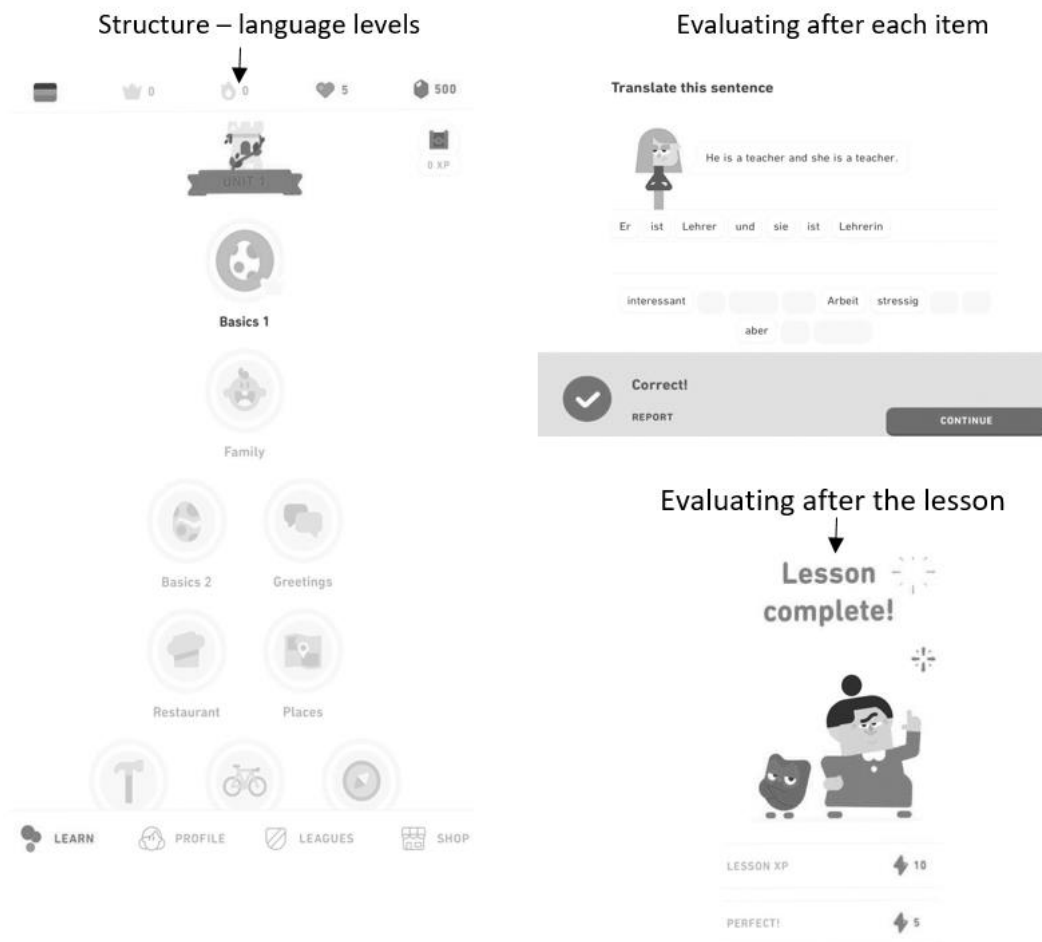 Structure – language levels
0 0 5 500
0 XP
UNIT 1
Basics 1
Family
Basics 2 Greetings
Restaurant Places
LEARN PROFILE LEAGUES SHOP
Evaluating after each item
Translate this sentence
He is a teacher and she is a teacher.
Er ist Lehrer und sie ist Lehrerin
interessant Arbeit stressig
aber
Correct!
REPORT
CONTINUE
Evaluating after the lesson
Lesson
complete!
LESSON XP 10
PERFECT! 5